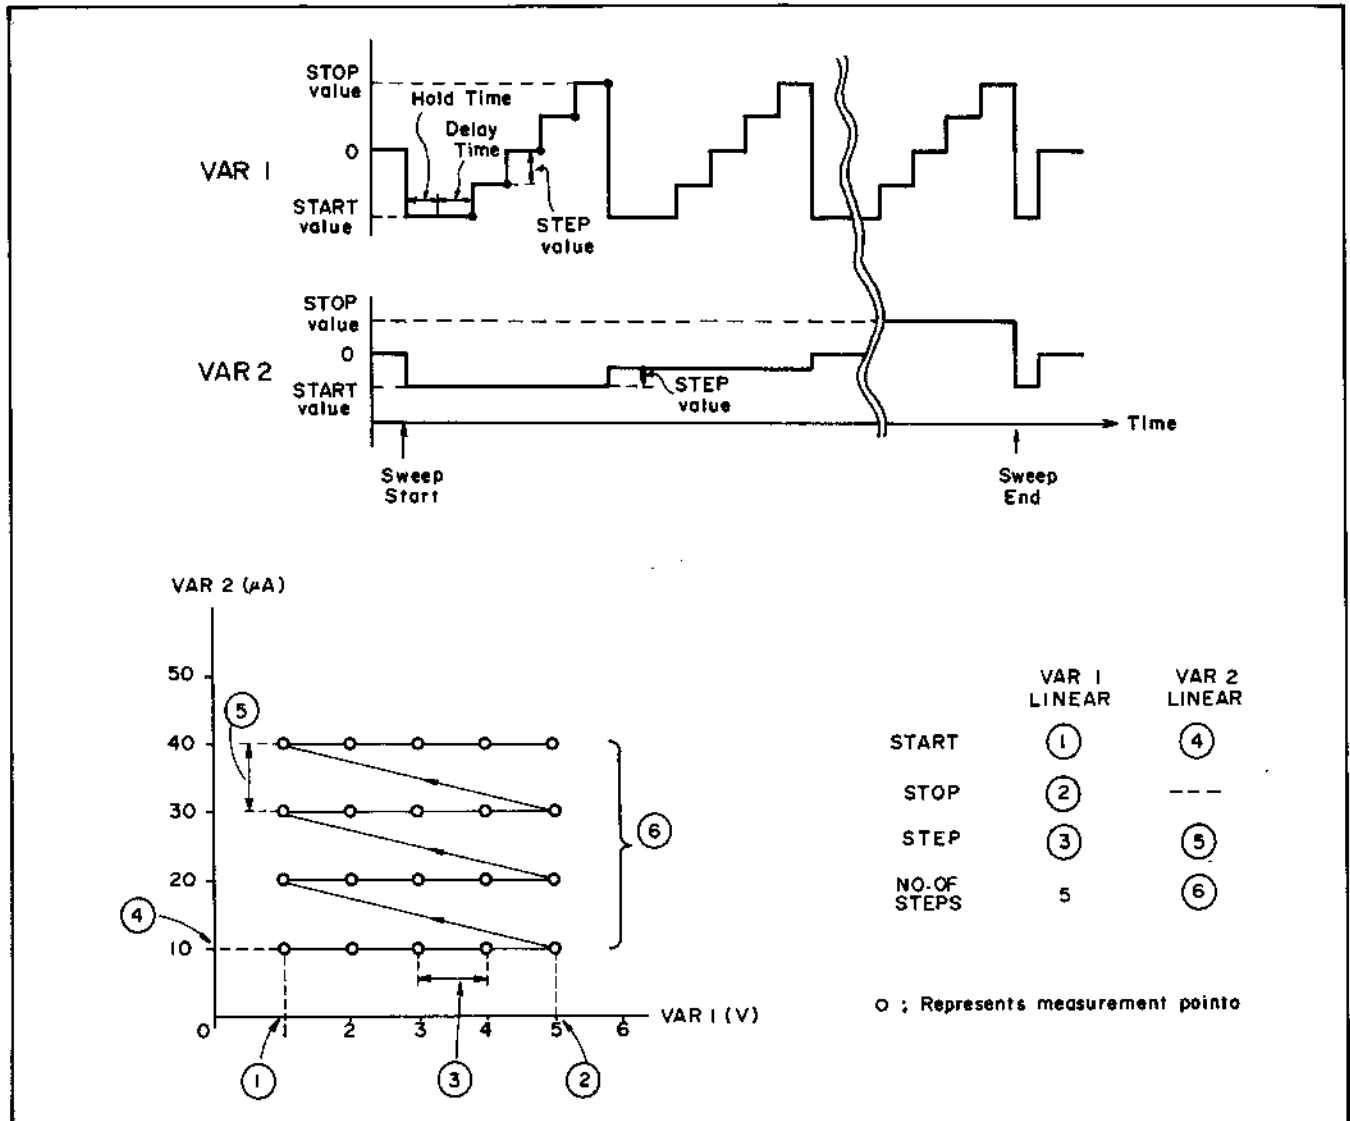 STOP
value
Hold Time
Delay
Time
0
VAR 1
START
value
STEP
value
STOP
value
0
VAR 2
START
value
STEP
value
Time
Sweep
Start
Sweep
End
VAR 2 (μA)
50
5
40
30
6
20
4
10
0
1
2
3
4
5
6
VAR 1 (V)
1
3
2
VAR 1
LINEAR
VAR 2
LINEAR
START
1
4
STOP
2
---
STEP
3
5
NO.OF
STEPS
5
6
o ; Represents measurement pointo